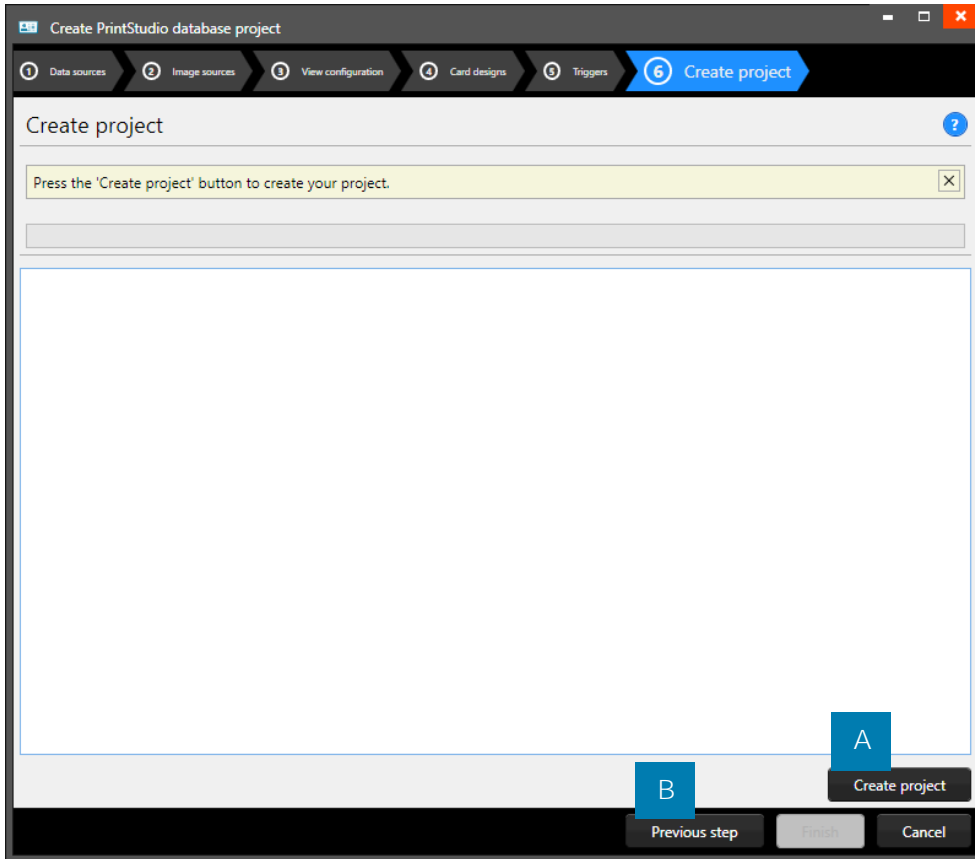 Create PrintStudio database project
1 Data sources 2 Image sources 3 View configuration 4 Card designs 5 Triggers 6 Create project
Create project ?
Press the 'Create project' button to create your project.
A
Create project
B
Previous step Finish Cancel